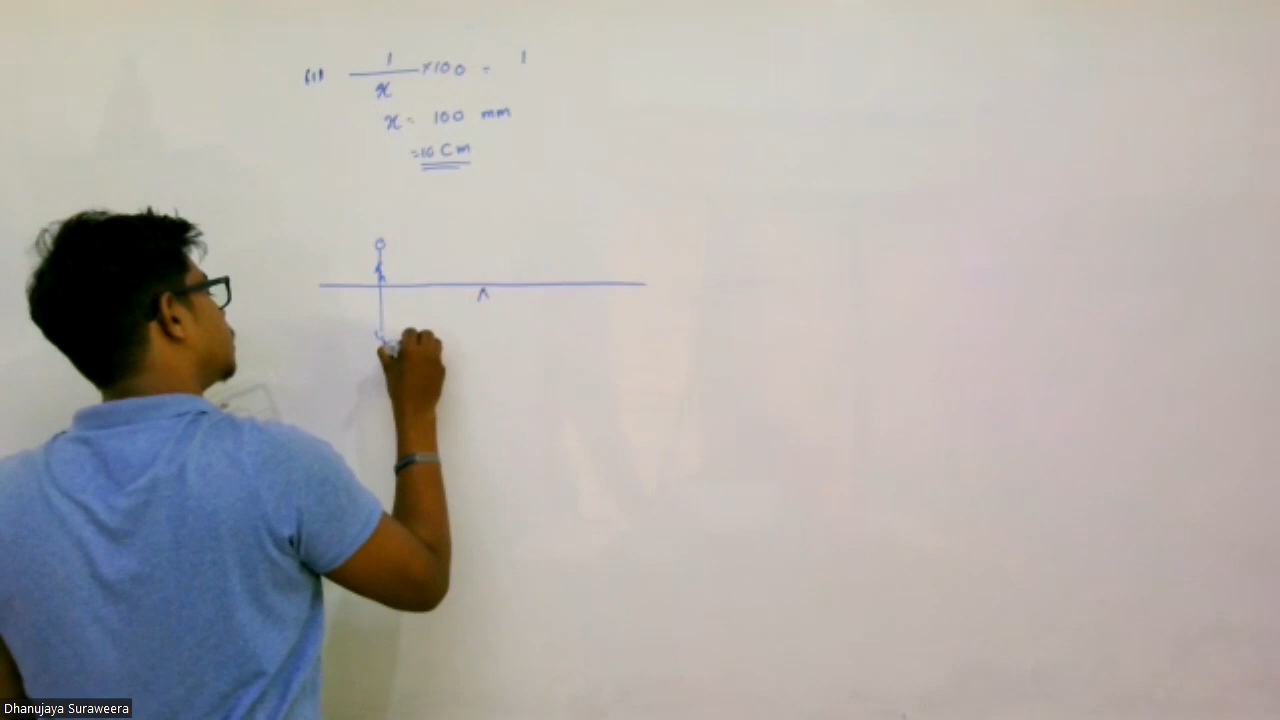 (ii) 1/x ×100 = 1
x = 100 mm
= 10 Cm
Dhanujaya Suraweera